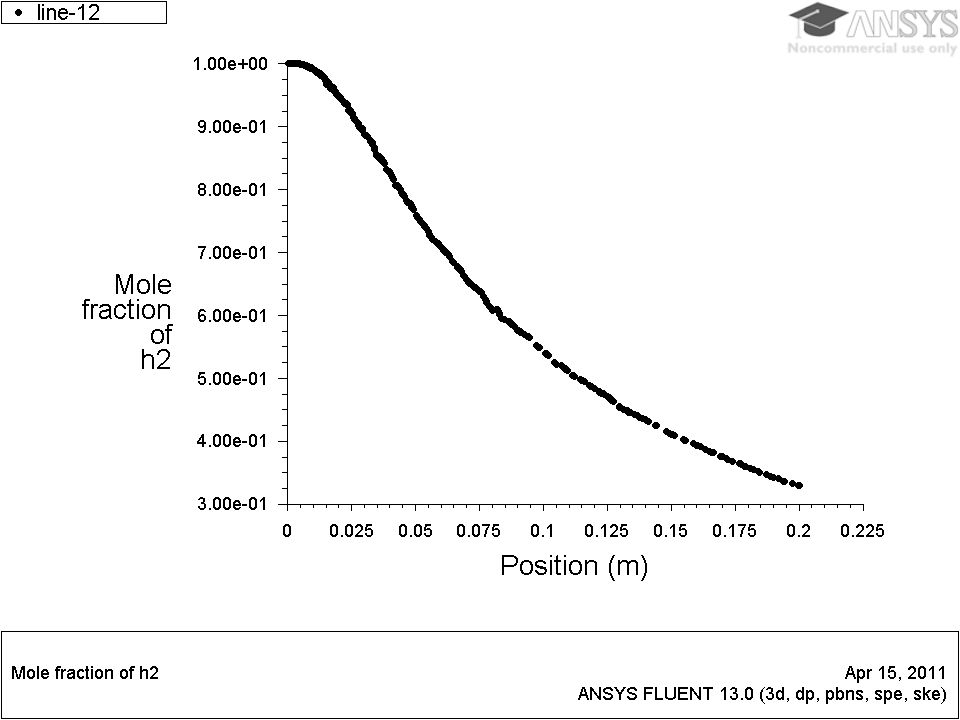 line-12
ANSYS
Noncommercial use only
1.00e+00
9.00e-01
8.00e-01
7.00e-01
6.00e-01
5.00e-01
4.00e-01
3.00e-01
Mole
fraction
of
h2
0 0.025 0.05 0.075 0.1 0.125 0.15 0.175 0.2 0.225
Position (m)
Mole fraction of h2 Apr 15, 2011
ANSYS FLUENT 13.0 (3d, dp, pbns, spe, ske)